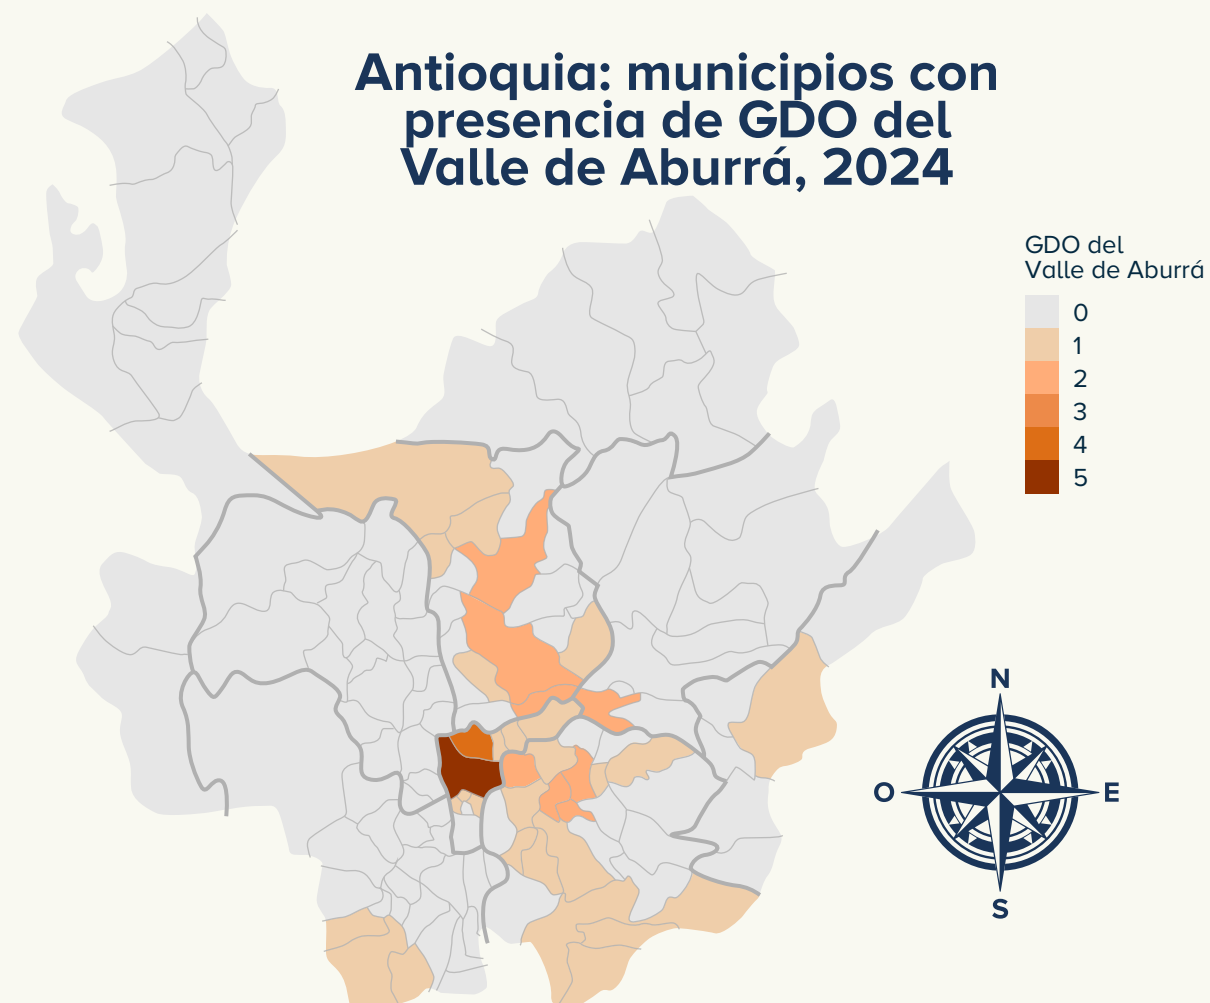 Antioquia: municipios con
presencia de GDO del
Valle de Aburrá, 2024
GDO del
Valle de Aburrá
0
1
2
3
4
5
N
O
E
S